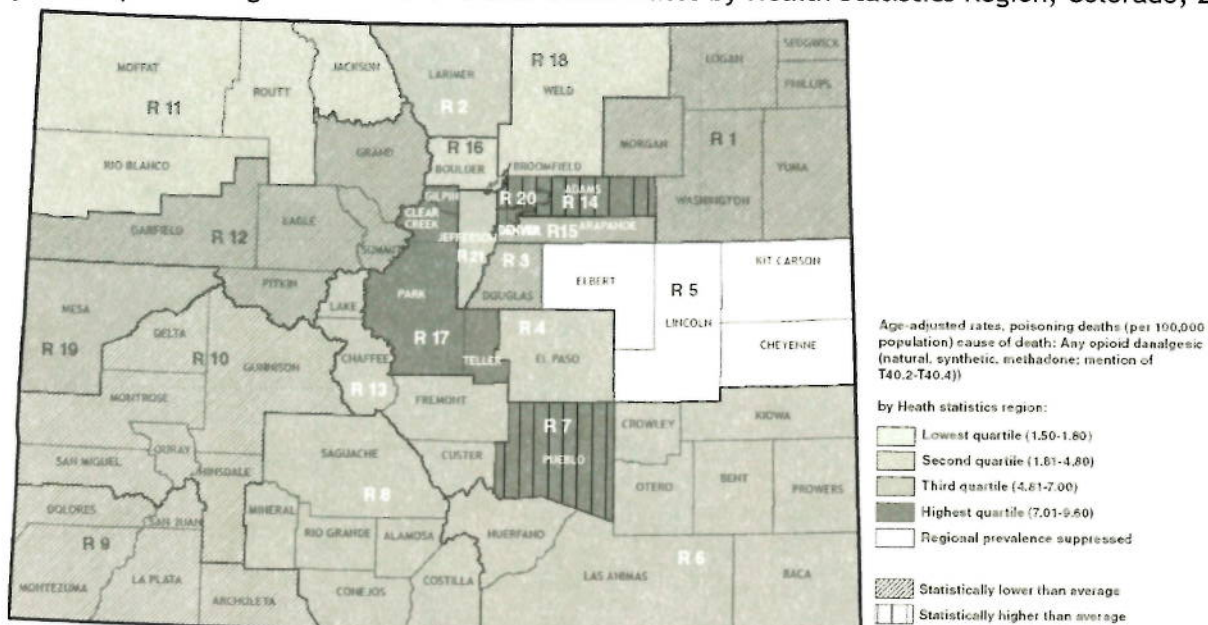 by Health Statistics Region, Colorado, 2
MOFFAT
R 11
ROUTT
JACKSON
LARIMER
R 2
R 18
WELD
LOGAN
SEDGWICK
PHILLIPS
RIO BLANCO
GRAND
R 16
BOULDER
BROOMFIELD
MORGAN
R 1
WASHINGTON
YUMA
GARFIELD
R 12
EAGLE
SUMMIT
GILPIN
CLEAR
CREEK
JEFFERSON
R 21
R 20
ADAMS
R 14
DENVER
R15
ARAPAHOE
PITKIN
LAKE
PARK
R 17
R 3
DOUGLAS
ELBERT
R 5
LINCOLN
KIT CARSON
CHEYENNE
MESA
R 19
DELTA
R 10
GUNNISON
CHAFFEE
R 13
TELLER
R 4
EL PASO
MONTROSE
FREMONT
R 7
PUEBLO
CROWLEY
KIOWA
SAN MIGUEL
OURAY
HINSDALE
SAGUACHE
R 8
CUSTER
OTERO
BENT
PROWERS
DOLORES
SAN JUAN
MINERAL
RIO GRANDE
ALAMOSA
HUERFANO
R 9
MONTEZUMA
LA PLATA
ARCHULETA
CONEJOS
COSTILLA
LAS ANIMAS
R 6
BACA
Age-adjusted rates, poisoning deaths (per 100,000
population) cause of death: Any opioid danalgesic
(natural, synthetic, methadone; mention of
T40.2-T40.4))
by Heath statistics region:
Lowest quartile (1.50-1.80)
Second quartile (1.81-4.80)
Third quartile (4.81-7.00)
Highest quartile (7.01-9.60)
Regional prevalence suppressed
Statistically lower than average
Statistically higher than average